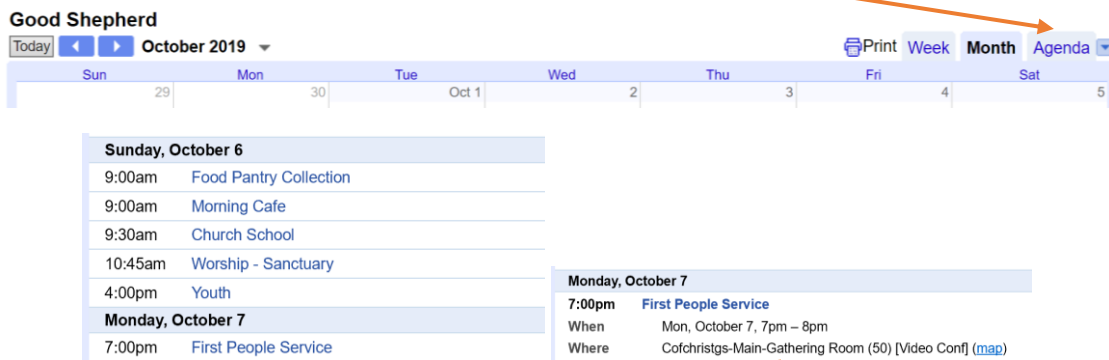 Good Shepherd
Today October 2019 Print Week Month Agenda
Sun Mon Tue Wed Thu Fri Sat
29 30 Oct 1 2 3 4 5
Sunday, October 6
9:00am Food Pantry Collection
9:00am Morning Cafe
9:30am Church School
10:45am Worship - Sanctuary
4:00pm Youth
Monday, October 7
7:00pm First People Service
Monday, October 7
7:00pm First People Service
When Mon, October 7, 7pm – 8pm
Where Cofchristgs-Main-Gathering Room (50) [Video Conf] (map)